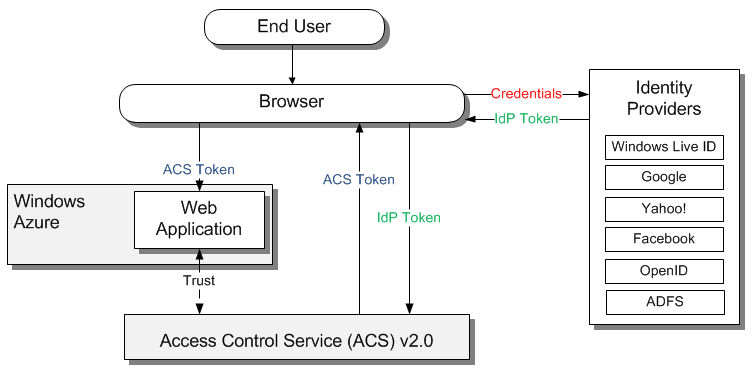 End User
Browser
Credentials
IdP Token
Identity
Providers
Windows Live ID
Google
Yahoo!
Facebook
OpenID
ADFS
ACS Token
ACS Token
IdP Token
Windows
Azure
Web
Application
Trust
Access Control Service (ACS) v2.0